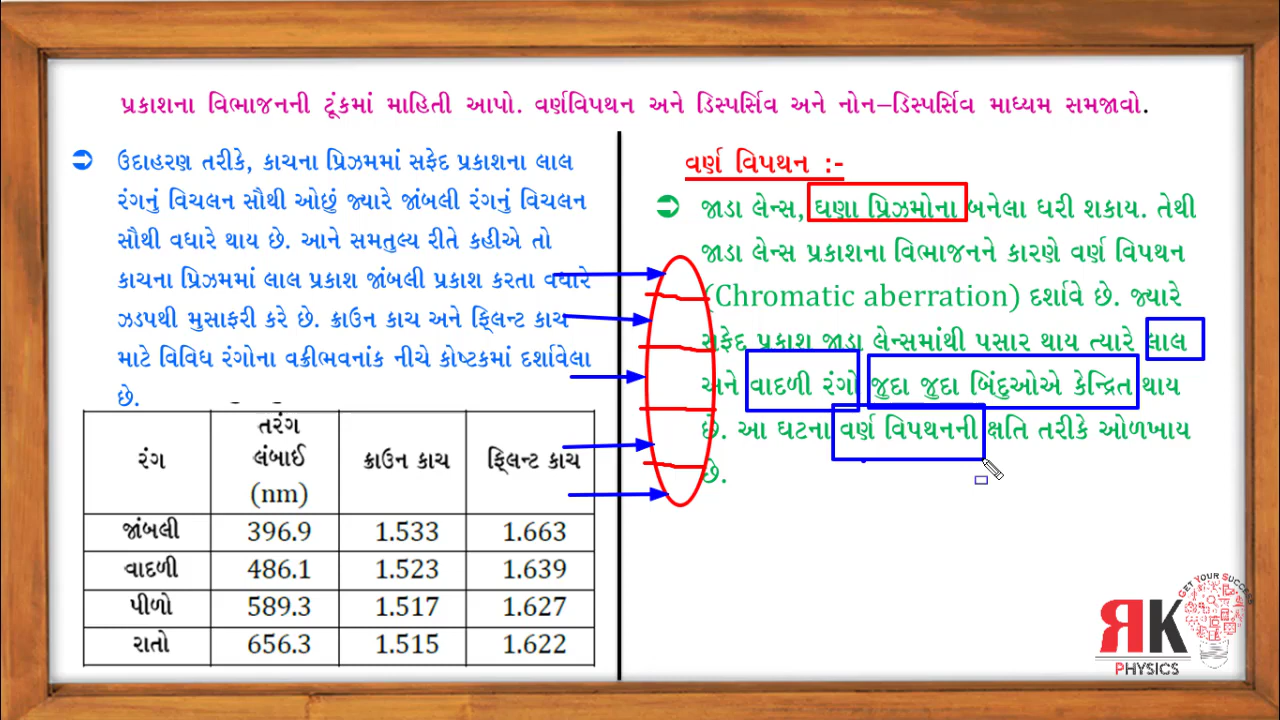 પ્રકાશના વિભાજનની ટૂંકમાં માહિતી આપો. વર્ણવિપથન અને ડિસ્પર્સિવ અને નોન-ડિસ્પર્સિવ માધ્યમ સમજાવો.
ઉદાહરણ તરીકે, કાચના પ્રિઝમમાં સફેદ પ્રકાશના લાલ
રંગનું વિચલન સૌથી ઓછું જ્યારે જાંબલી રંગનું વિચલન
સૌથી વધારે થાય છે. આને સમતુલ્ય રીતે કહીએ તો
કાચના પ્રિઝમમાં લાલ પ્રકાશ જાંબલી પ્રકાશ કરતા વધારે
ઝડપથી મુસાફરી કરે છે. ક્રાઉન કાચ અને ફ્લિન્ટ કાચ
માટે વિવિધ રંગોના વક્રીભવનાંક નીચે કોષ્ટકમાં દર્શાવેલા
છે.
રંગ તરંગ લંબાઈ (nm) ક્રાઉન કાચ ફ્લિન્ટ કાચ
જાંબલી 396.9 1.533 1.663
વાદળી 486.1 1.523 1.639
પીળો 589.3 1.517 1.627
રાતો 656.3 1.515 1.622
વર્ણ વિપથન :-
જાડા લેન્સ, ઘણા પ્રિઝમોના બનેલા ધરી શકાય. તેથી
જાડા લેન્સ પ્રકાશના વિભાજનને કારણે વર્ણ વિપથન
(Chromatic aberration) દર્શાવે છે. જ્યારે
સફેદ પ્રકાશ જાડા લેન્સમાંથી પસાર થાય ત્યારે લાલ
અને વાદળી રંગો જુદા જુદા બિંદુઓએ કેન્દ્રિત થાય
છે. આ ઘટના વર્ણ વિપથનની ક્ષતિ તરીકે ઓળખાય
છે.
GET YOUR SUCCESS
RK
PHYSICS